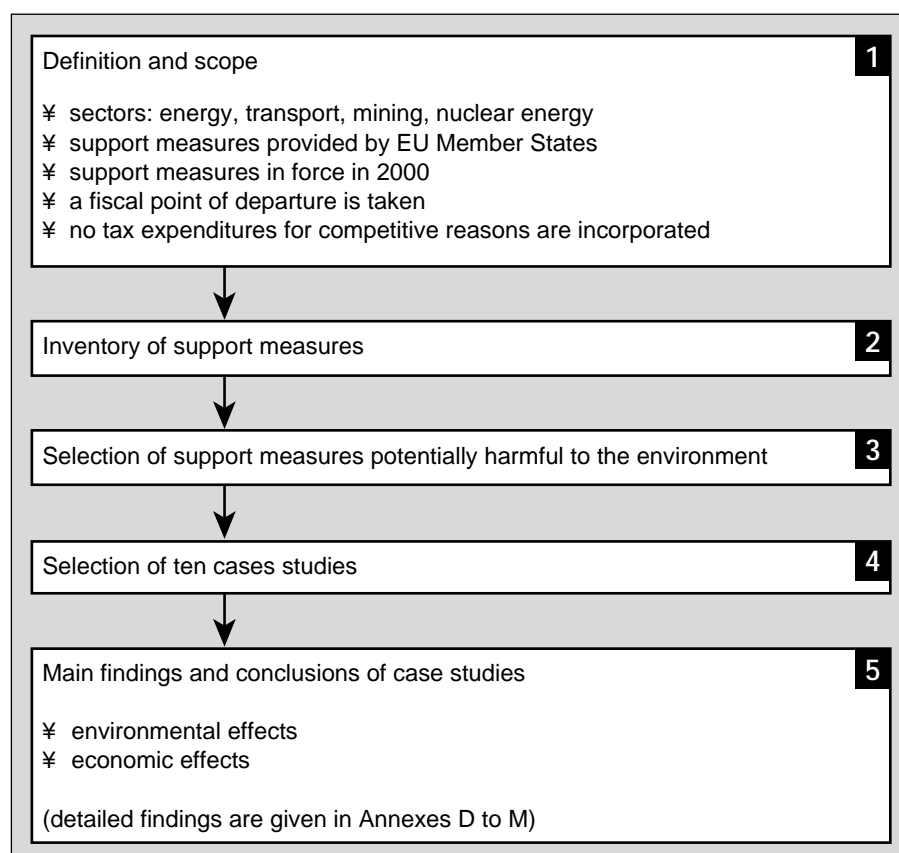 Definition and scope
1
¥ sectors: energy, transport, mining, nuclear energy
¥ support measures provided by EU Member States
¥ support measures in force in 2000
¥ a fiscal point of departure is taken
¥ no tax expenditures for competitive reasons are incorporated
Inventory of support measures
2
Selection of support measures potentially harmful to the environment
3
Selection of ten cases studies
4
Main findings and conclusions of case studies
5
¥ environmental effects
¥ economic effects
(detailed findings are given in Annexes D to M)